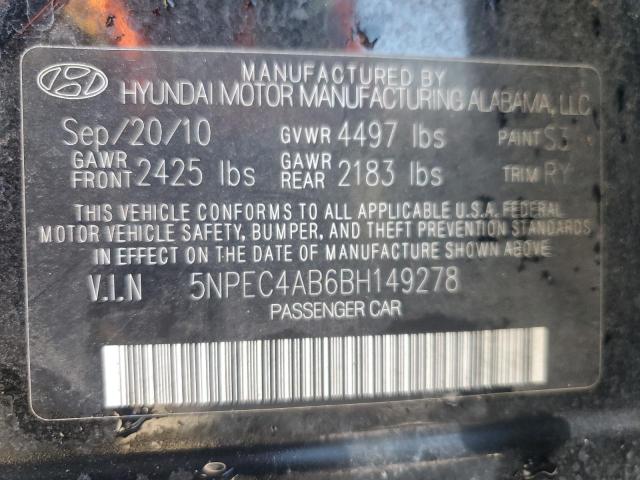 MANUFACTURED BY
HYUNDAI MOTOR MANUFACTURING ALABAMA, LLC
Sep/20/10 GVWR 4497 lbs PAINT S3
GAWR FRONT 2425 lbs GAWR REAR 2183 lbs TRIM RY
THIS VEHICLE CONFORMS TO ALL APPLICABLE U.S.A. FEDERAL
MOTOR VEHICLE SAFETY, BUMPER, AND THEFT PREVENTION STANDARDS
IN EFFECT ON THE DATE OF MANUFACTURE SHOWN ABOVE.
V.I.N 5NPEC4AB6BH149278
PASSENGER CAR